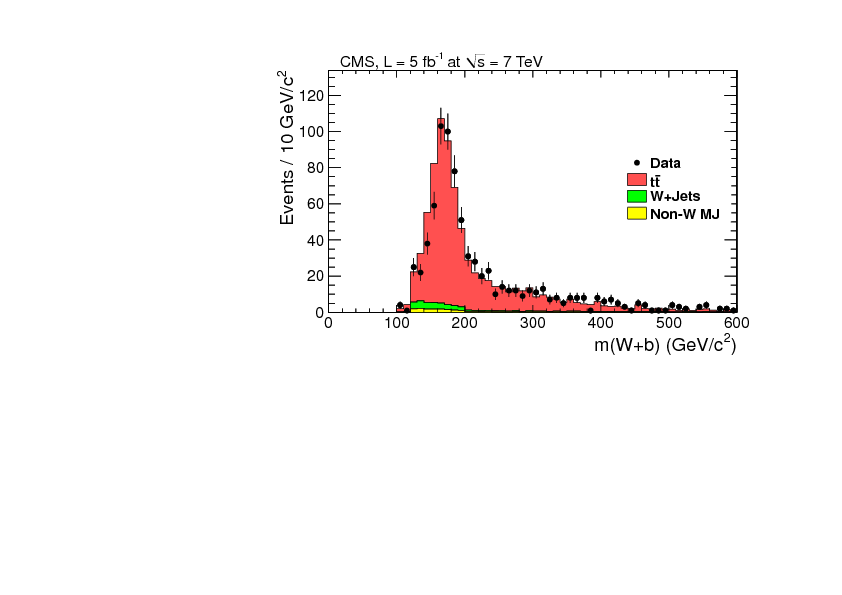 CMS, L = 5 fb⁻¹ at √s = 7 TeV
Events / 10 GeV/c²
120
100
80
60
40
20
0
Data
tt̄
W+Jets
Non-W MJ
0 100 200 300 400 500 600
m(W+b) (GeV/c²)